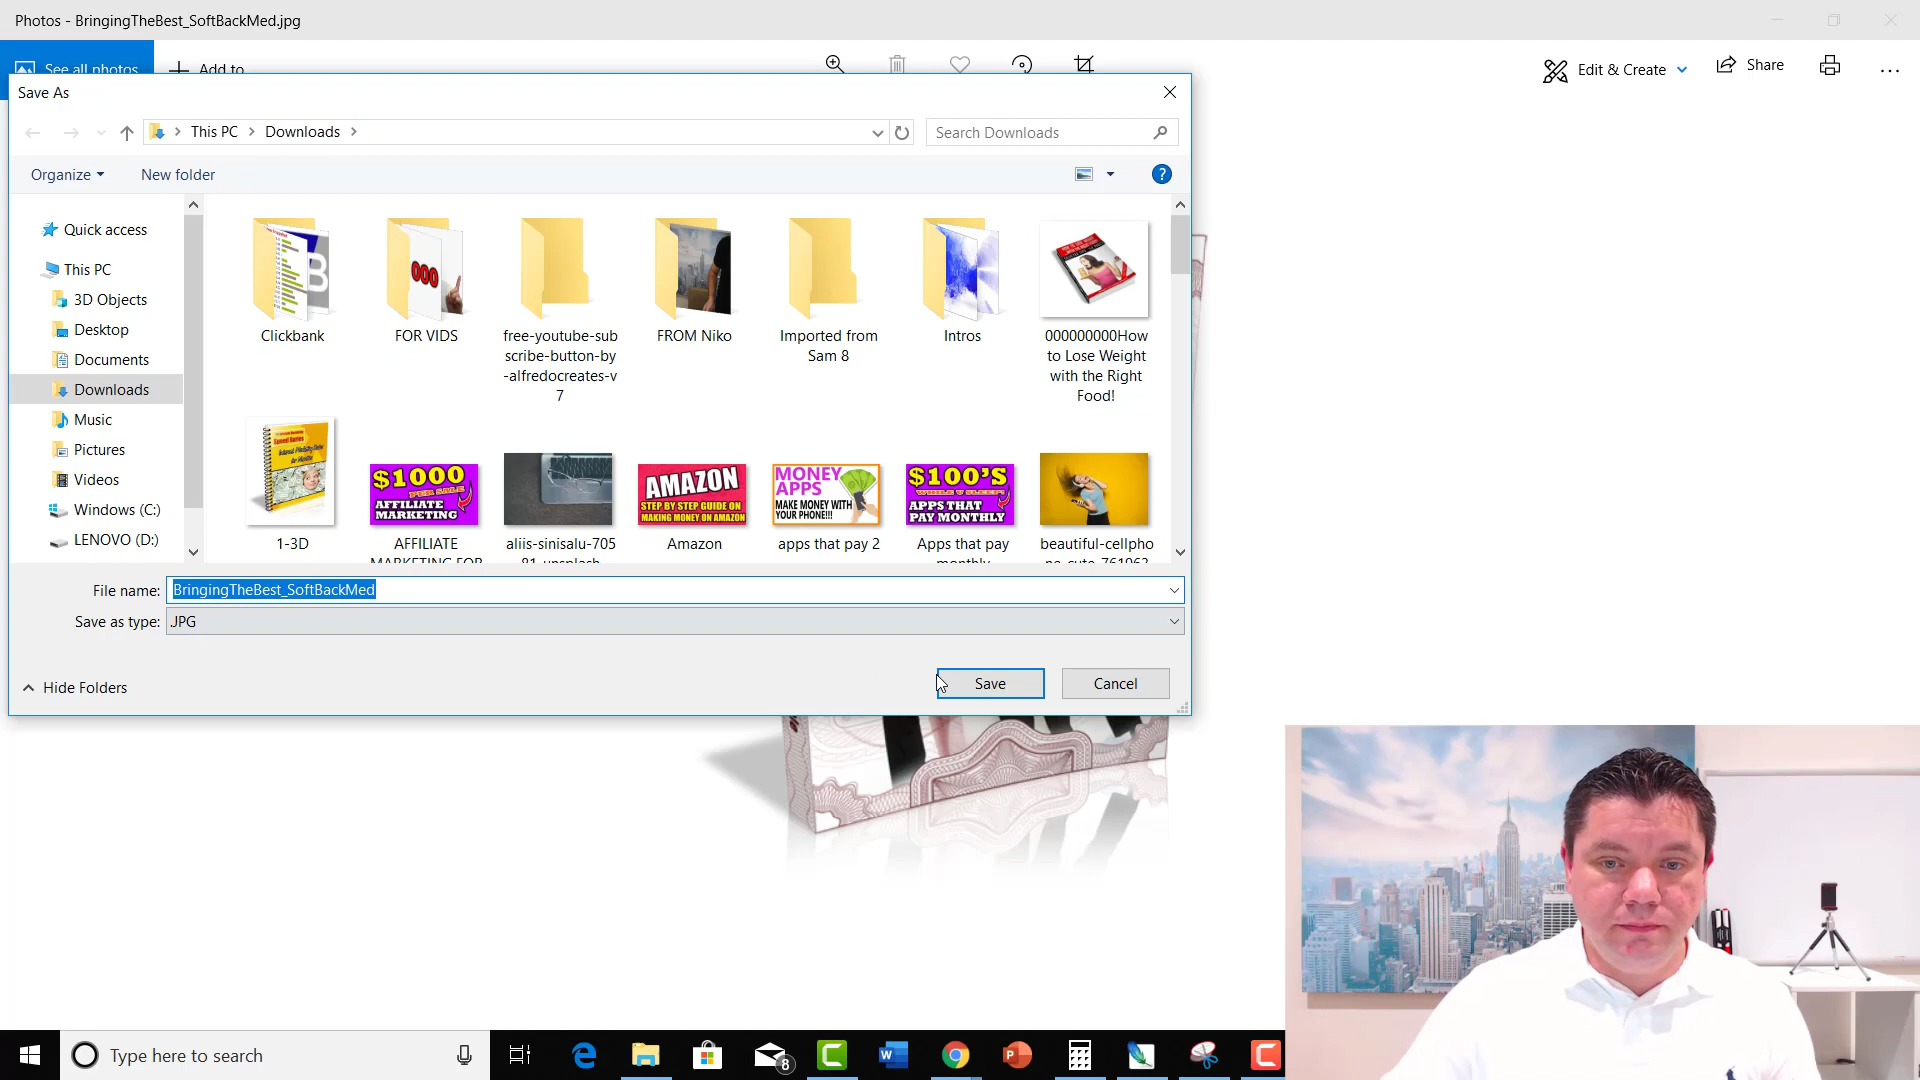 Photos - BringingTheBest_SoftBackMed.jpg
See all photos
Add to
Edit & Create
Share
Save As
This PC
Downloads
Search Downloads
Organize
New folder
Quick access
This PC
3D Objects
Desktop
Documents
Downloads
Music
Pictures
Videos
Windows (C:)
LENOVO (D:)
Clickbank
000
FOR VIDS
free-youtube-sub
scribe-button-by
-alfredocreates-v
7
FROM Niko
Imported from
Sam 8
Intros
000000000How
to Lose Weight
with the Right
Food!
1-3D
$1000
PER SALE
AFFILIATE
MARKETING
AFFILIATE
MARKETING FOR
aliis-sinisalu-705
81-unsplash
AMAZON
STEP BY STEP GUIDE ON
MAKING MONEY ON AMAZON
Amazon
MONEY
APPS
MAKE MONEY WITH
YOUR PHONE!!!
apps that pay 2
$100'S
WHILE U SLEEP!
APPS THAT
PAY MONTHLY
Apps that pay
monthly
beautiful-cellpho
ne-cute-761963
File name:
BringingTheBest_SoftBackMed
Save as type:
.JPG
Hide Folders
Save
Cancel
Type here to search
8